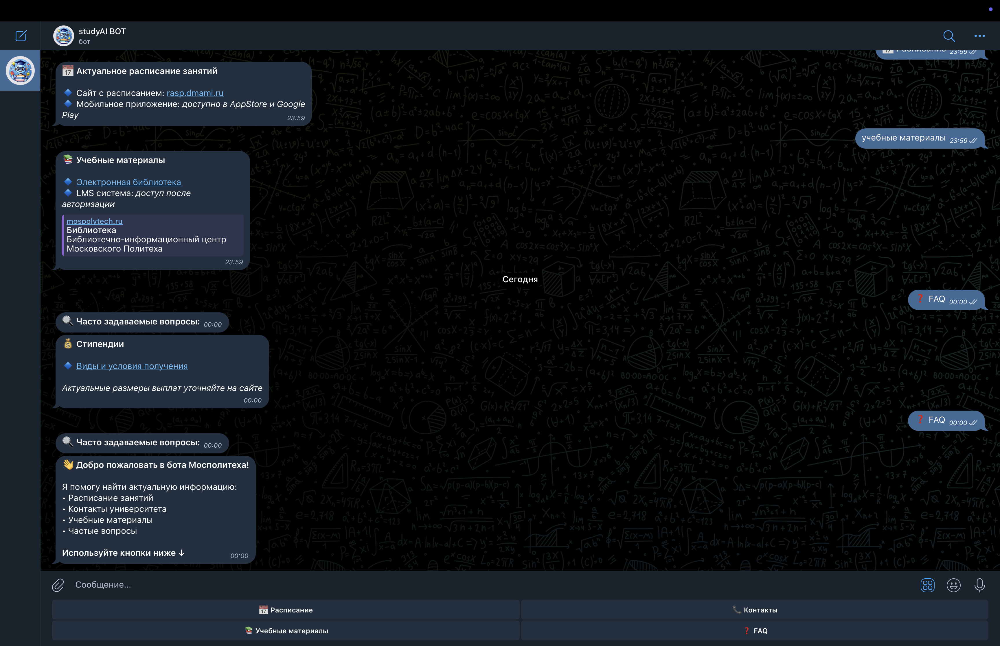 studyAI BOT
бот
Расписание 23:59
Актуальное расписание занятий
Сайт с расписанием: rasp.dmami.ru
Мобильное приложение: доступно в AppStore и Google
Play
23:59
учебные материалы 23:59
Учебные материалы
Электронная библиотека
LMS система: доступ после
авторизации
mospolytech.ru
Библиотека
Библиотечно-информационный центр
Московского Политеха
23:59
Сегодня
FAQ 00:00
Часто задаваемые вопросы: 00:00
Стипендии
Виды и условия получения
Актуальные размеры выплат уточняйте на сайте
00:00
FAQ 00:00
Часто задаваемые вопросы: 00:00
Добро пожаловать в бота Мосполитеха!
Я помогу найти актуальную информацию:
• Расписание занятий
• Контакты университета
• Учебные материалы
• Частые вопросы
Используйте кнопки ниже ↓ 00:00
Сообщение...
Расписание
Контакты
Учебные материалы
FAQ